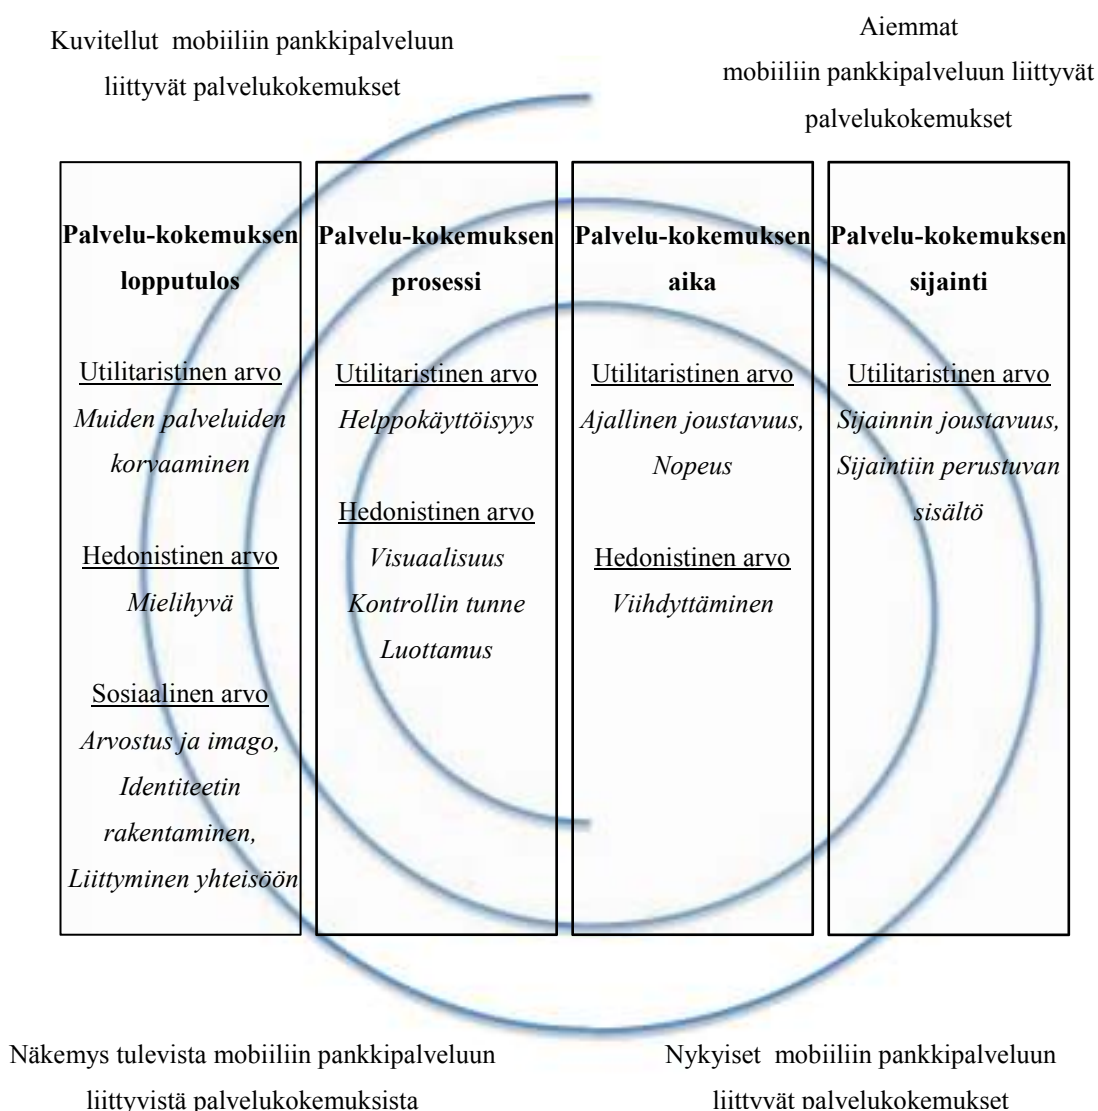 Kuvitellut mobiiliin pankkipalveluun
liittyvät palvelukokemukset
Aiemmat
mobiiliin pankkipalveluun liittyvät
palvelukokemukset
Palvelu-kokemuksen
lopputulos
Utilitaristinen arvo
Muiden palveluiden
korvaaminen
Hedonistinen arvo
Mielihyvä
Sosiaalinen arvo
Arvostus ja imago,
Identiteetin
rakentaminen,
Liittyminen yhteisöön
Palvelu-kokemuksen
prosessi
Utilitaristinen arvo
Helppokäyttöisyys
Hedonistinen arvo
Visuaalisuus
Kontrollin tunne
Luottamus
Palvelu-kokemuksen
aika
Utilitaristinen arvo
Ajallinen joustavuus,
Nopeus
Hedonistinen arvo
Viihdyttäminen
Palvelu-kokemuksen
sijainti
Utilitaristinen arvo
Sijainnin joustavuus,
Sijaintiin perustuvan
sisältö
Näkemys tulevista mobiiliin pankkipalveluun
liittyvistä palvelukokemuksista
Nykyiset mobiiliin pankkipalveluun
liittyvät palvelukokemukset